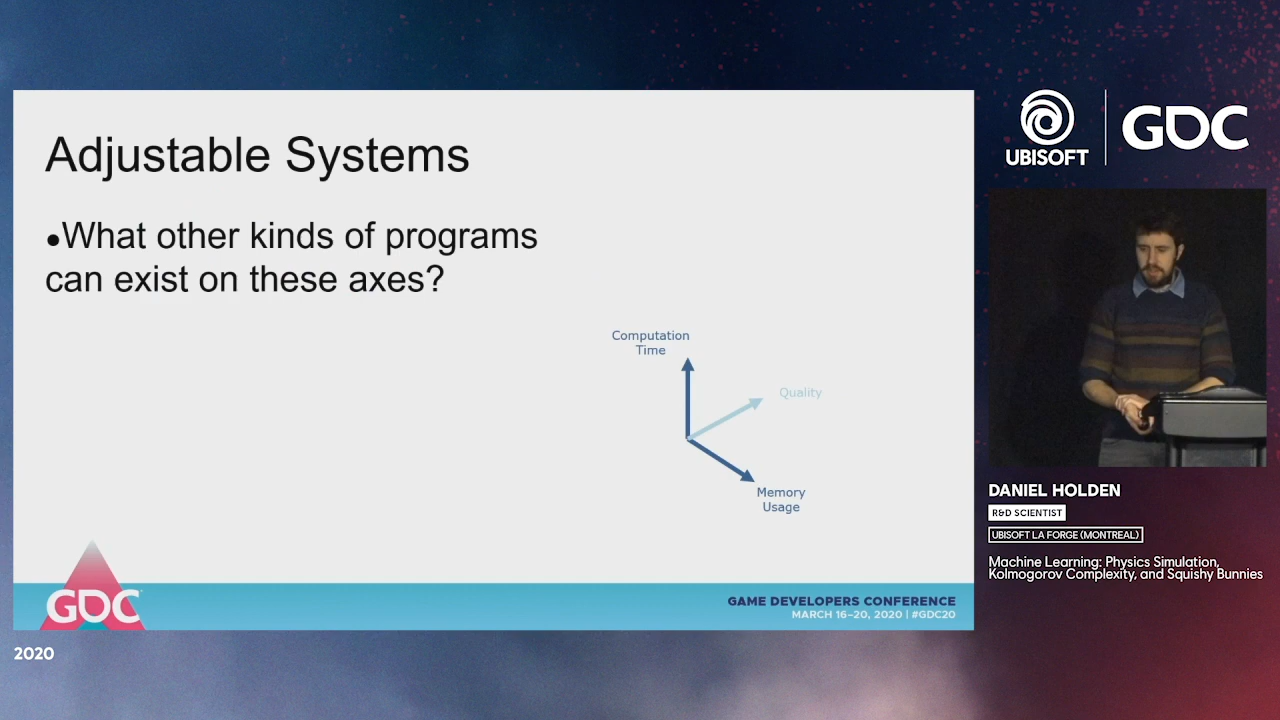 Adjustable Systems
●What other kinds of programs
can exist on these axes?
Computation
Time
Quality
Memory
Usage
GDC
GAME DEVELOPERS CONFERENCE
MARCH 16–20, 2020 | #GDC20
2020
UBISOFT
GDC
DANIEL HOLDEN
R&D SCIENTIST
UBISOFT LA FORGE (MONTREAL)
Machine Learning: Physics Simulation,
Kolmogorov Complexity, and Squishy Bunnies